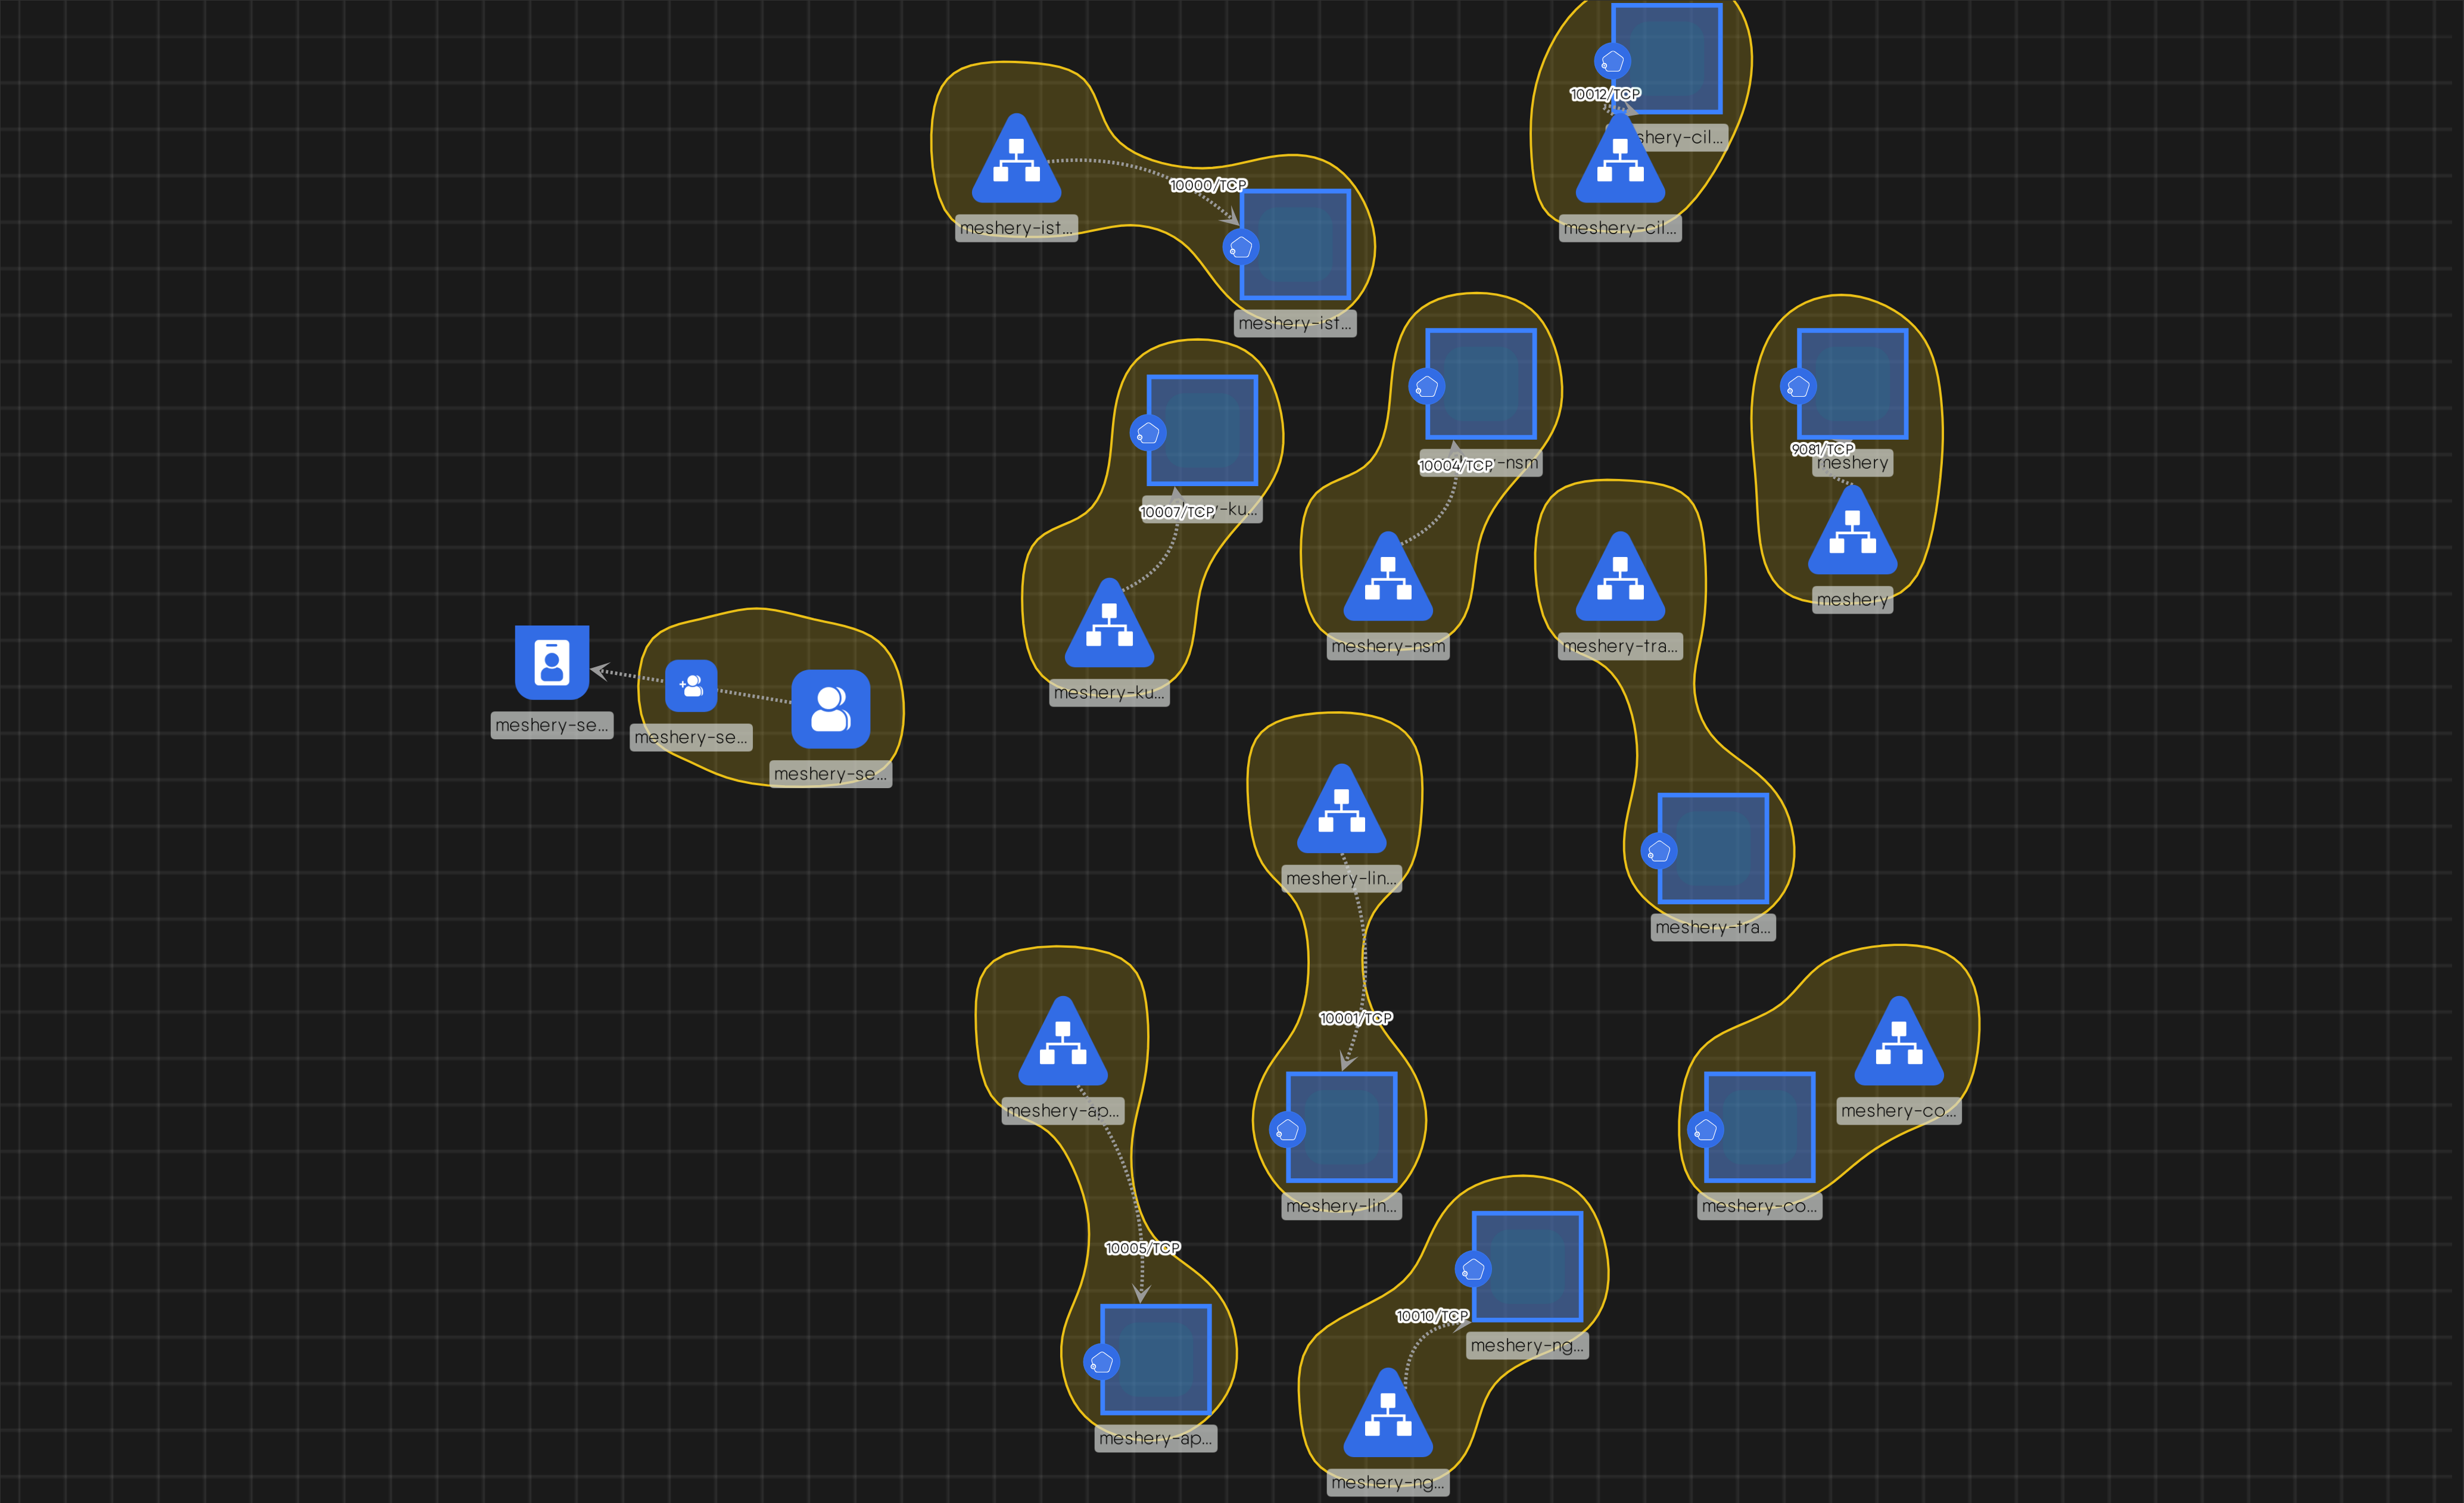 10012/TCP
shery-cil...
meshery-cil...
10000/TCP
meshery-ist...
meshery-ist...
10004/TCP
-nsm
meshery-nsm
9081/TCP
meshery
meshery
10007/TCP
-ku...
meshery-ku...
meshery-tra...
meshery-tra...
meshery-se...
meshery-se...
meshery-se...
meshery-lin...
10001/TCP
meshery-lin...
meshery-ap...
10005/TCP
meshery-ap...
meshery-co...
meshery-co...
10010/TCP
meshery-ng...
meshery-ng...